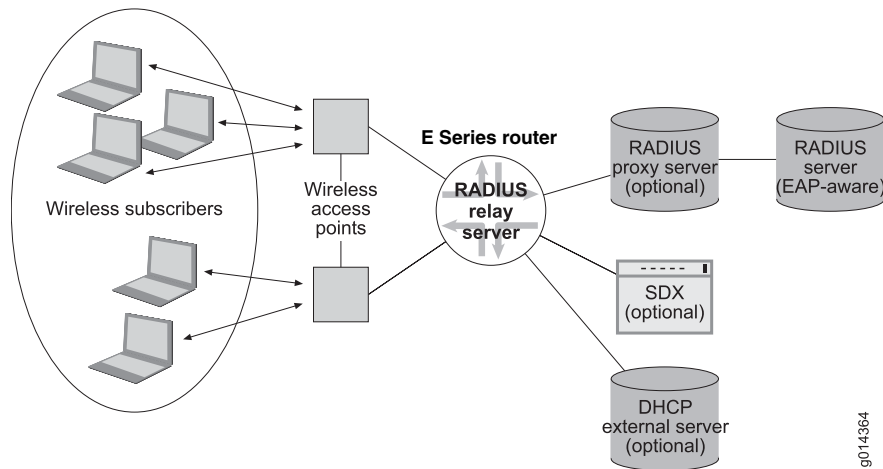 E Series router
RADIUS
relay
server
Wireless subscribers
Wireless
access
points
RADIUS
proxy server
(optional)
RADIUS
server
(EAP-aware)
SDX
(optional)
DHCP
external server
(optional)
g014364